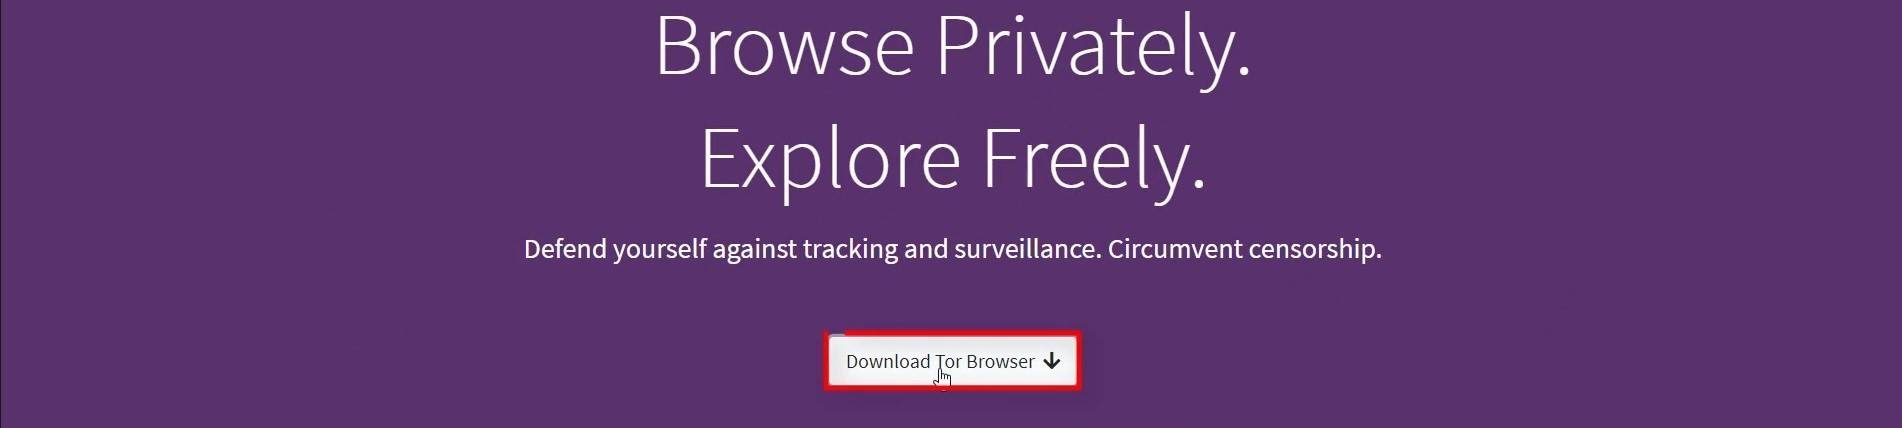 Browse Privately.
Explore Freely.
Defend yourself against tracking and surveillance. Circumvent censorship.
Download Tor Browser